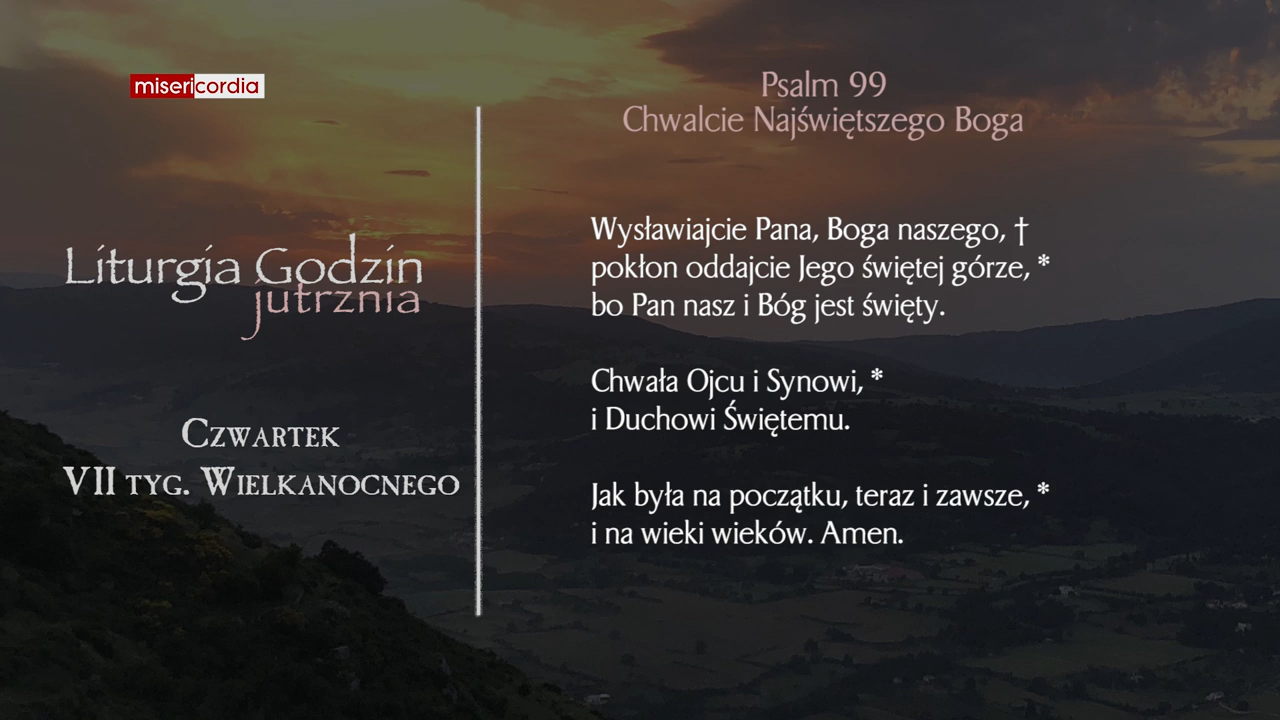 misericordia
Liturgia Godzin
jutrznia
Czwartek
VII tyg. Wielkanocnego
Psalm 99
Chwalcie Najświętszego Boga
Wysławiajcie Pana, Boga naszego, †
pokłon oddajcie Jego świętej górze, *
bo Pan nasz i Bóg jest święty.
Chwała Ojcu i Synowi, *
i Duchowi Świętemu.
Jak była na początku, teraz i zawsze, *
i na wieki wieków. Amen.